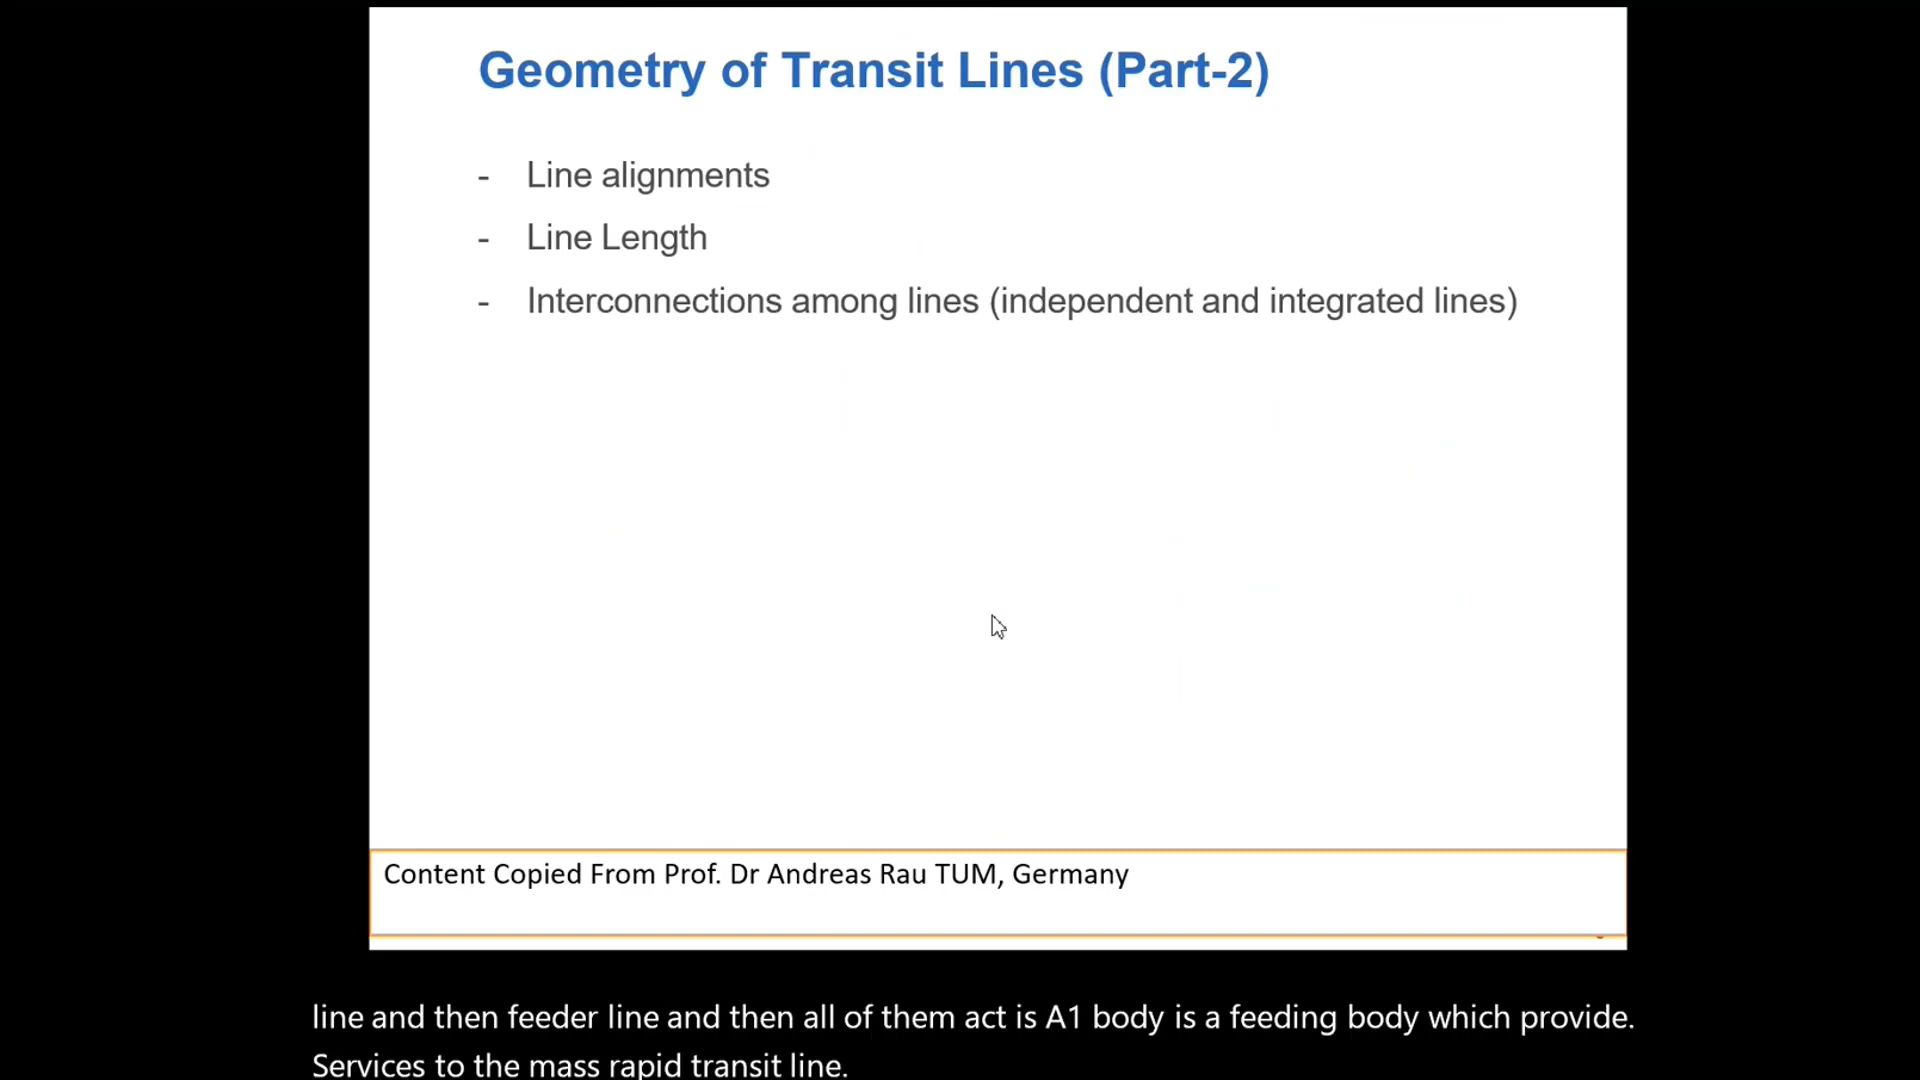 Geometry of Transit Lines (Part-2)
- Line alignments
- Line Length
- Interconnections among lines (independent and integrated lines)
Content Copied From Prof. Dr Andreas Rau TUM, Germany
line and then feeder line and then all of them act is A1 body is a feeding body which provide.
Services to the mass rapid transit line.